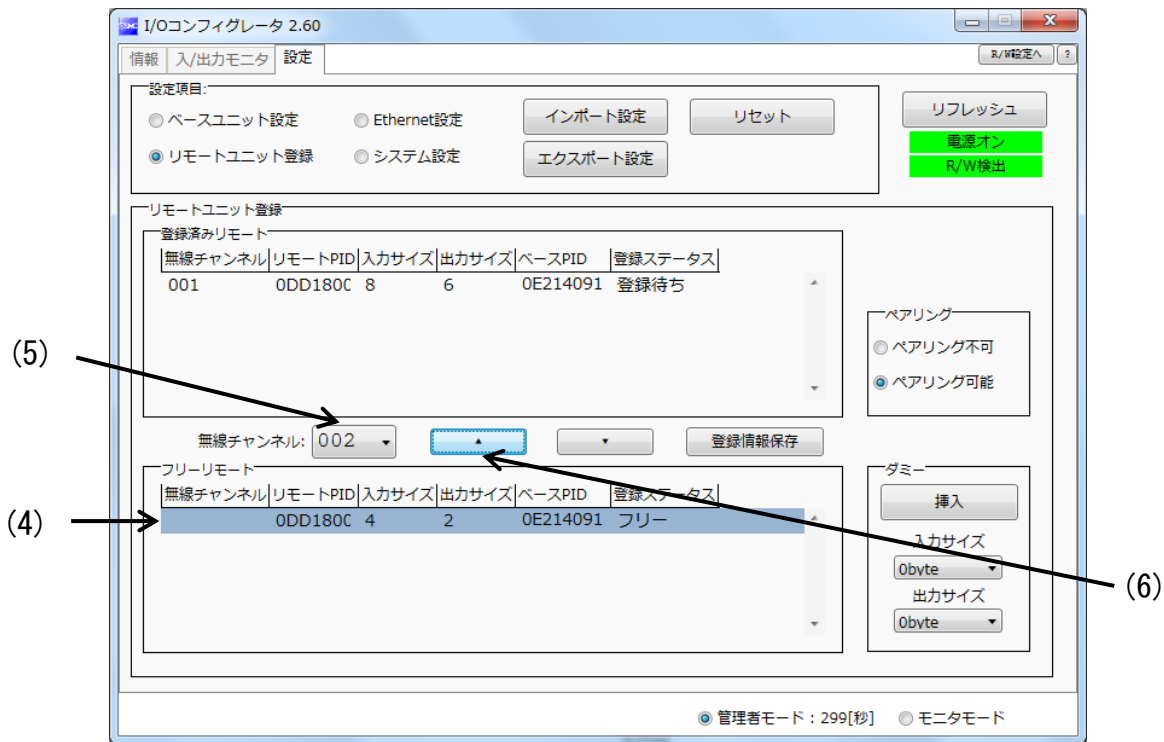 I/Oコンフィグレータ 2.60
情報 入/出力モニタ 設定 R/W設定へ ?
設定項目:
ベースユニット設定 Ethernet設定 インポート設定 リセット リフレッシュ
電源オン
リモートユニット登録 システム設定 エクスポート設定 R/W検出
リモートユニット登録
登録済みリモート
無線チャンネル リモートPID 入力サイズ 出力サイズ ベースPID 登録ステータス
001 0DD180C 8 6 0E214091 登録待ち
ペアリング
(5) ペアリング不可
ペアリング可能
無線チャンネル: 002 ▲ ▼ 登録情報保存
フリーリモート ダミー
無線チャンネル リモートPID 入力サイズ 出力サイズ ベースPID 登録ステータス 挿入
(4) 0DD180C 4 2 0E214091 フリー
入力サイズ
0byte
(6)
出力サイズ
0byte
管理者モード : 299[秒] モニタモード